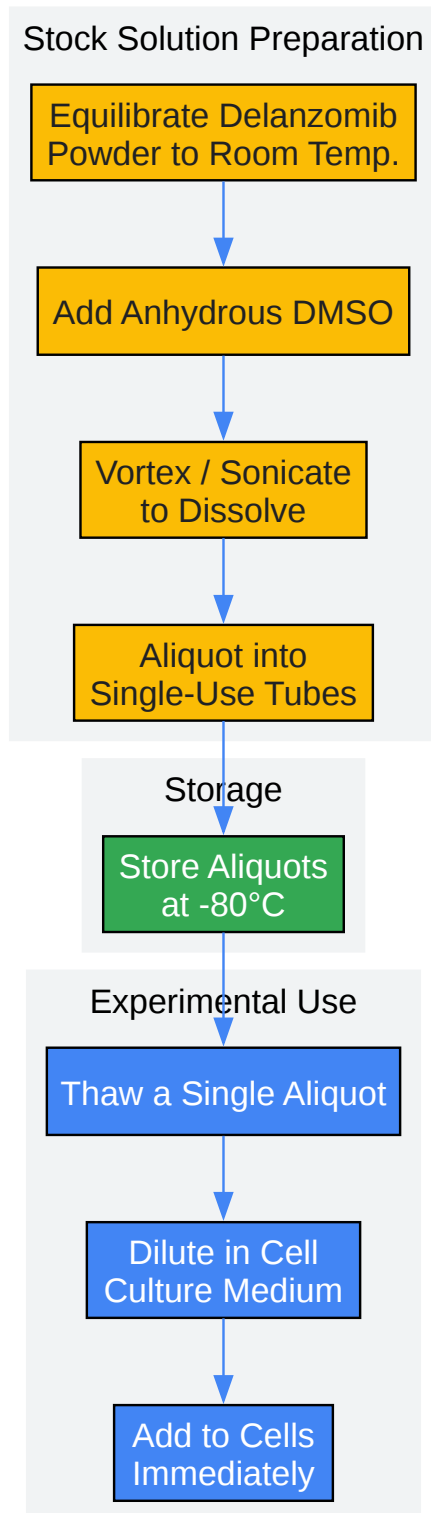 Stock Solution Preparation
Equilibrate Delanzomib
Powder to Room Temp.
Add Anhydrous DMSO
Vortex / Sonicate
to Dissolve
Aliquot into
Single-Use Tubes
Storage
Store Aliquots
at -80°C
Experimental Use
Thaw a Single Aliquot
Dilute in Cell
Culture Medium
Add to Cells
Immediately